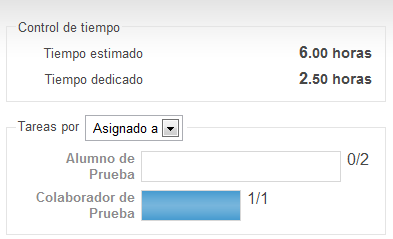 Control de tiempo
Tiempo estimado 6.00 horas
Tiempo dedicado 2.50 horas
Tareas por Asignado a
Alumno de Prueba 0/2
Colaborador de Prueba 1/1